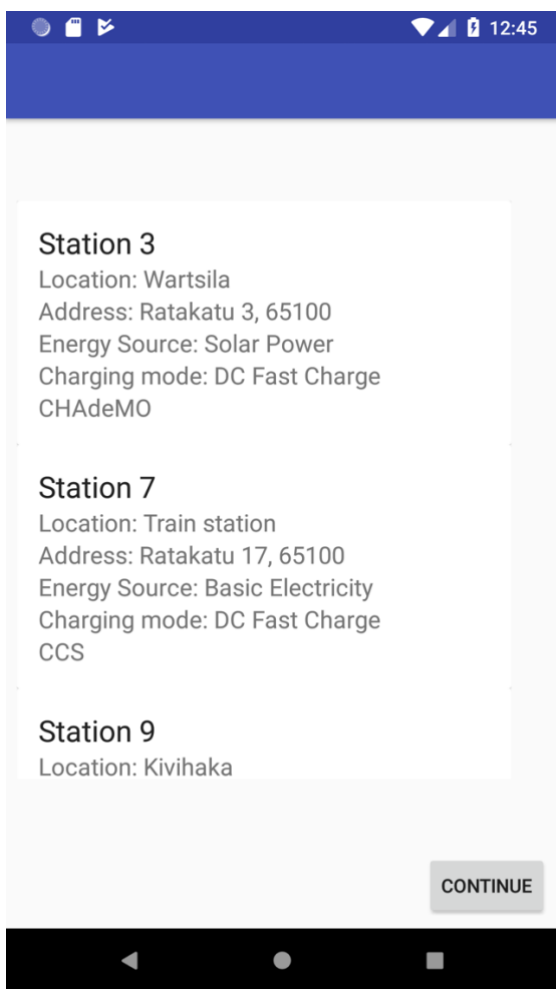 12:45
Station 3
Location: Wartsila
Address: Ratakatu 3, 65100
Energy Source: Solar Power
Charging mode: DC Fast Charge
CHAdeMO
Station 7
Location: Train station
Address: Ratakatu 17, 65100
Energy Source: Basic Electricity
Charging mode: DC Fast Charge
CCS
Station 9
Location: Kivihaka
CONTINUE